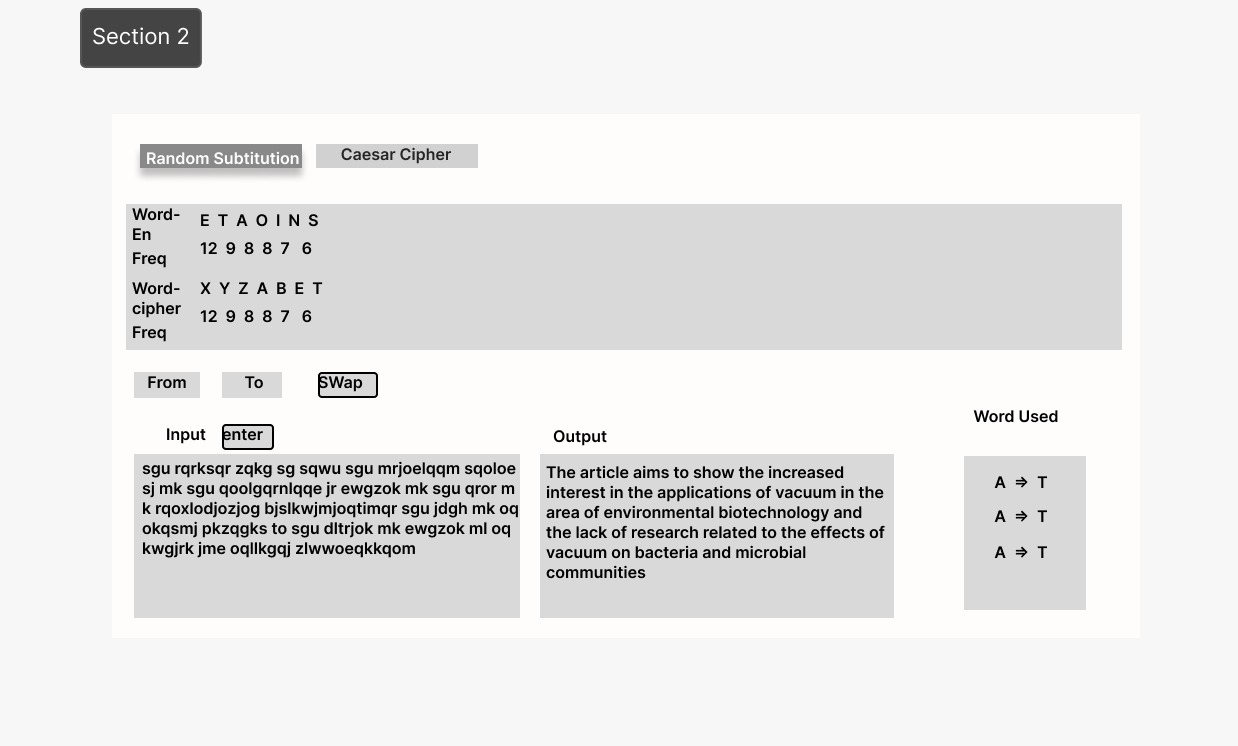 Section 2
Random Subtitution
Caesar Cipher
Word-
En
E T A O I N S
12 9 8 8 7 6
Freq
Word-
cipher
X Y Z A B E T
12 9 8 8 7 6
Freq
From
To
SWap
Word Used
Input
enter
Output
sgu rqrksqr zqkg sg sqwu sgu mrjoelqqm sqoloe
sj mk sgu qoolgqrnlqqe jr ewgzok mk sgu qror m
k rqoxlodjozjog bjslkwjmjoqtimqr sgu jdgh mk oq
okqsmj pkzqgks to sgu dltrjok mk ewgzok ml oq
kwgjrk jme oqllkgqj zlwwoeqkkqom
The article aims to show the increased
interest in the applications of vacuum in the
area of environmental biotechnology and
the lack of research related to the effects of
vacuum on bacteria and microbial
communities
A ⇒ T
A ⇒ T
A ⇒ T